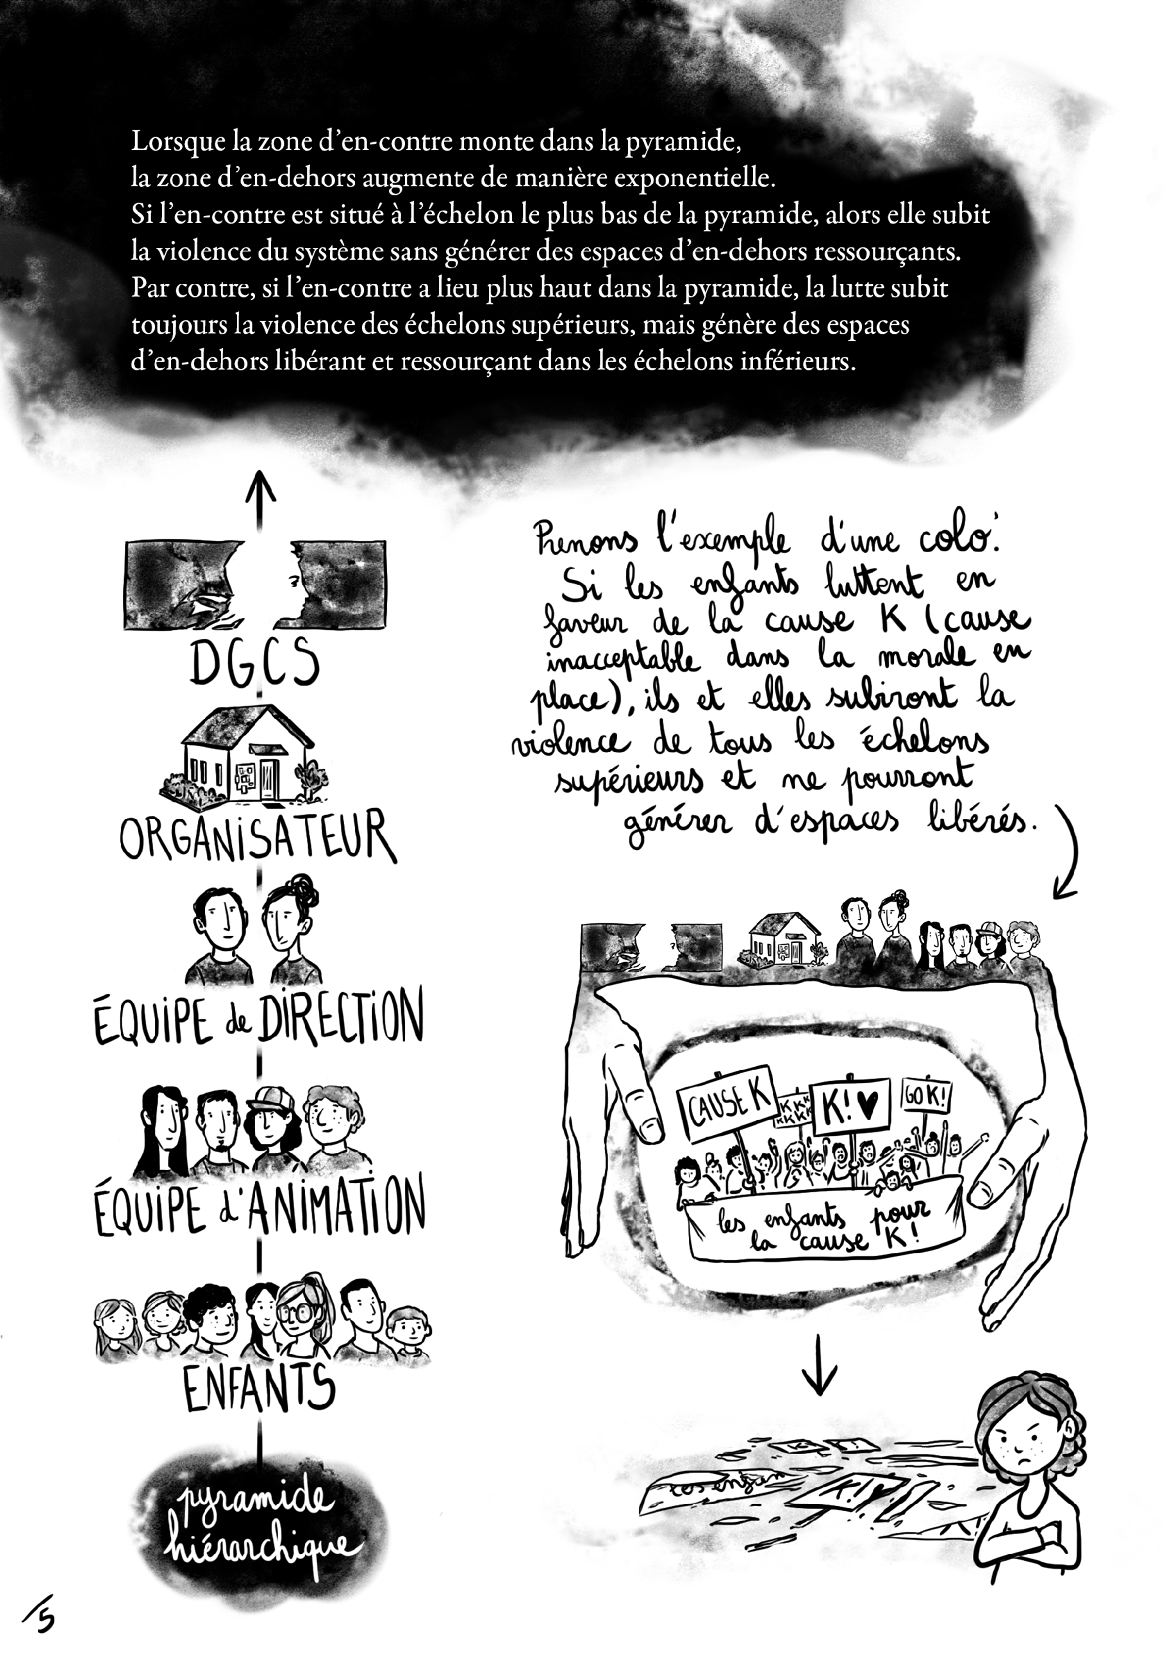 Lorsque la zone d'en-contre monte dans la pyramide,
la zone d'en-dehors augmente de manière exponentielle.
Si l'en-contre est situé à l'échelon le plus bas de la pyramide, alors elle subit
la violence du système sans générer des espaces d'en-dehors ressourçants.
Par contre, si l'en-contre a lieu plus haut dans la pyramide, la lutte subit
toujours la violence des échelons supérieurs, mais génère des espaces
d'en-dehors libérant et ressourçant dans les échelons inférieurs.
DGCS
ORGANISATEUR
ÉQUIPE de DIRECTION
ÉQUIPE d'ANIMATION
ENFANTS
pyramide
hiérarchique
Prenons l'exemple d'une colo :
Si les enfants luttent en
faveur de la cause K (cause
inacceptable dans la morale en
place), ils et elles subiront la
violence de tous les échelons
supérieurs et ne pourront
générer d'espaces libérés.
CAUSE K
K K K
K K K
K! ♥
GO K!
les enfants pour
la cause K !
les enfan
K! ♥
/5